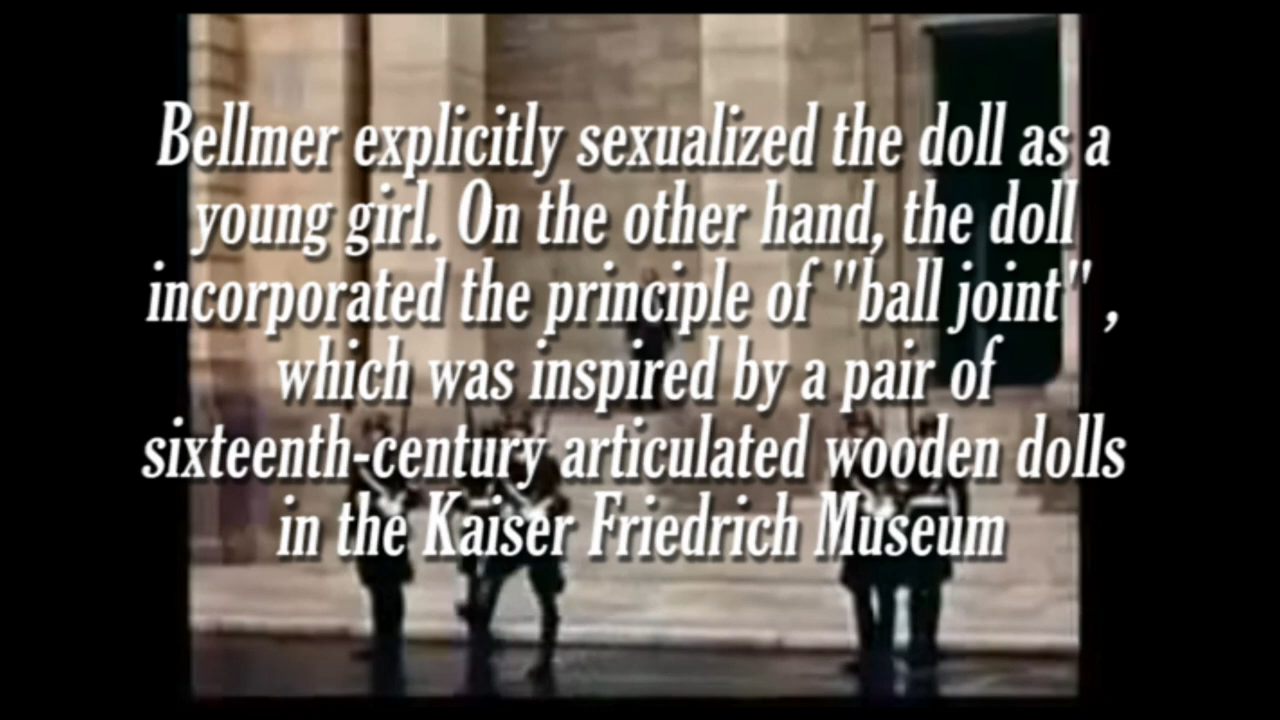 Bellmer explicitly sexualized the doll as a
young girl. On the other hand, the doll
incorporated the principle of "ball joint" ,
which was inspired by a pair of
sixteenth-century articulated wooden dolls
in the Kaiser Friedrich Museum